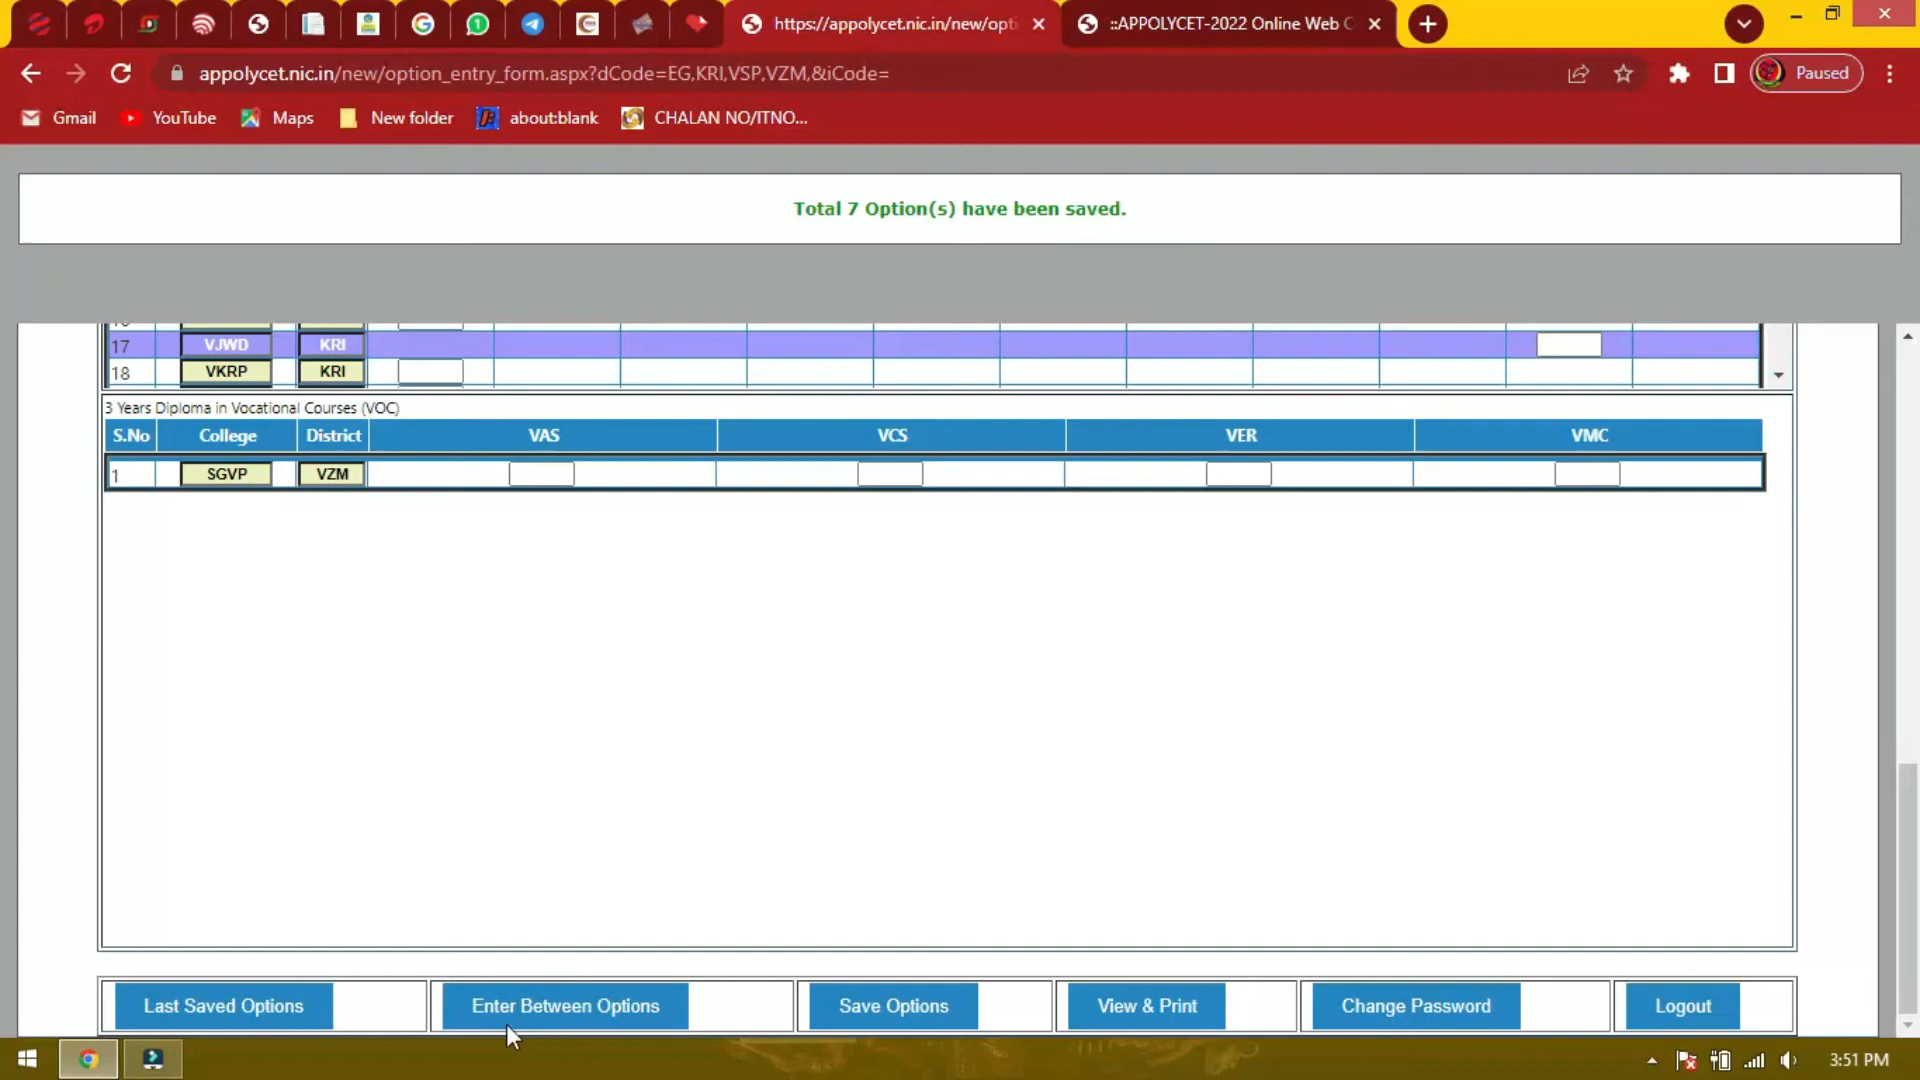 https://appolycet.nic.in/new/opti
::APPOLYCET-2022 Online Web C
appolycet.nic.in/new/option_entry_form.aspx?dCode=EG,KRI,VSP,VZM,&iCode=
Paused
Gmail YouTube Maps New folder about:blank CHALAN NO/ITNO...
Total 7 Option(s) have been saved.
17 VJWD KRI
18 VKRP KRI
3 Years Diploma in Vocational Courses (VOC)
S.No College District VAS VCS VER VMC
1 SGVP VZM
Last Saved Options Enter Between Options Save Options View & Print Change Password Logout
3:51 PM